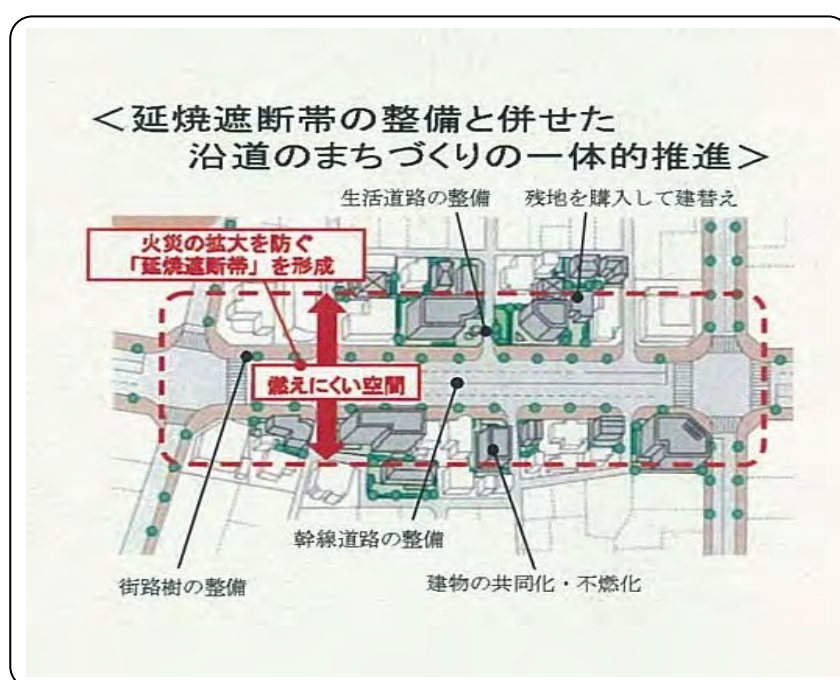 ＜延焼遮断帯の整備と併せた
沿道のまちづくりの一体的推進＞
生活道路の整備
残地を購入して建替え
火災の拡大を防ぐ
「延焼遮断帯」を形成
燃えにくい空間
幹線道路の整備
街路樹の整備
建物の共同化・不燃化